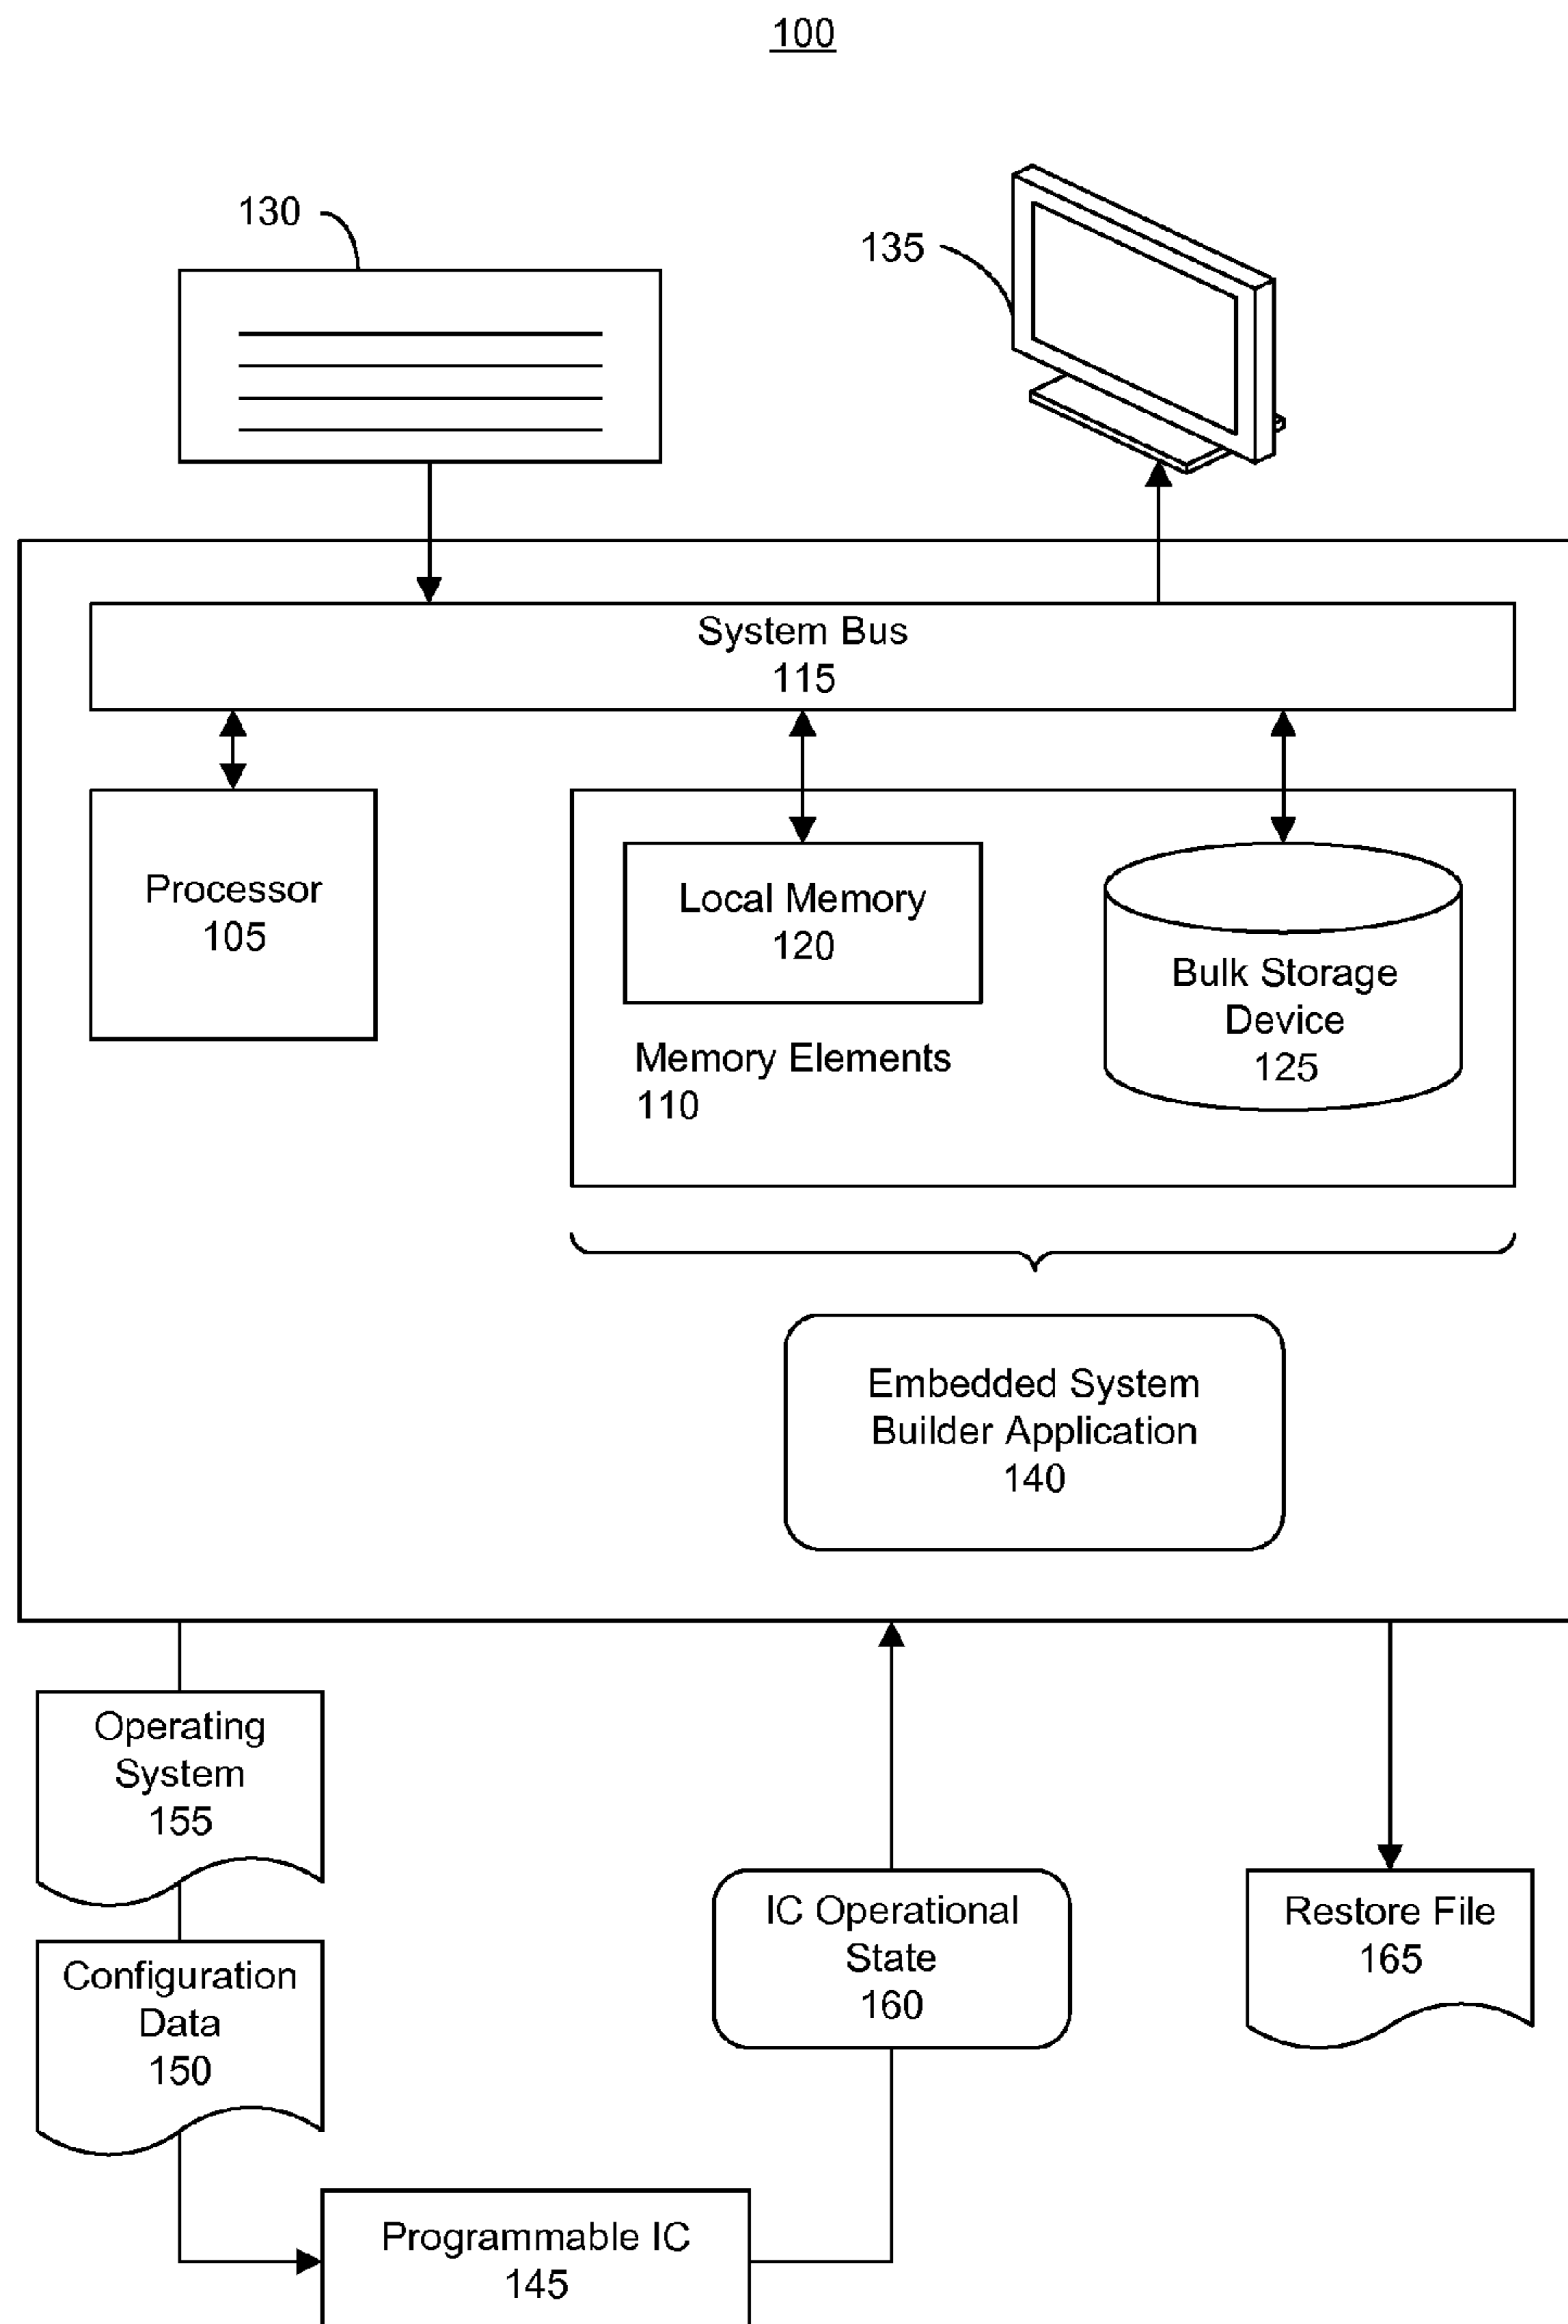 100
130
135
System Bus
115
Processor
105
Local Memory
120
Bulk Storage
Device
125
Memory Elements
110
Embedded System
Builder Application
140
Operating
System
155
IC Operational
State
160
Restore File
165
Configuration
Data
150
Programmable IC
145